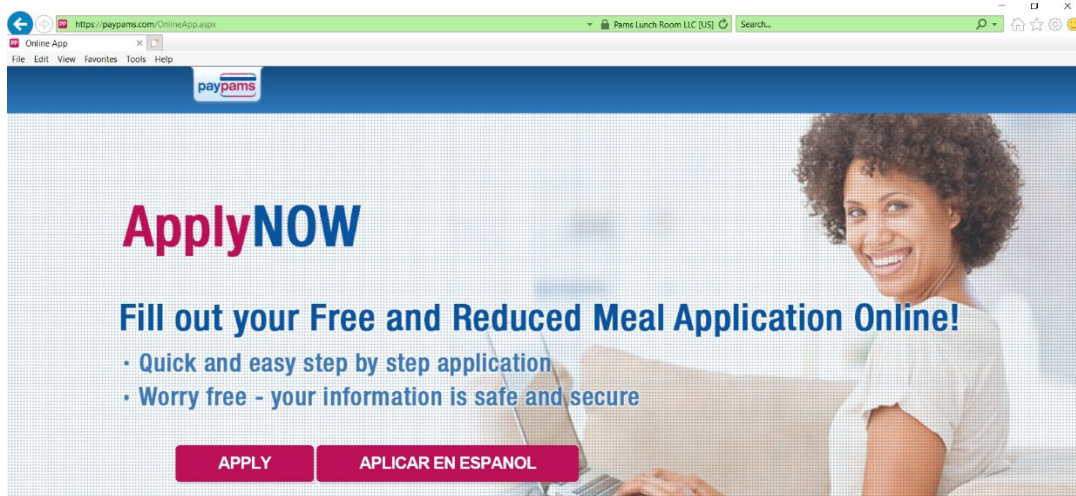 https://paypams.com/OnlineApp.aspx
Pams Lunch Room LLC [US]
Search...
PP Online App
File Edit View Favorites Tools Help
paypams
ApplyNOW
Fill out your Free and Reduced Meal Application Online!
· Quick and easy step by step application
· Worry free - your information is safe and secure
APPLY
APLICAR EN ESPANOL